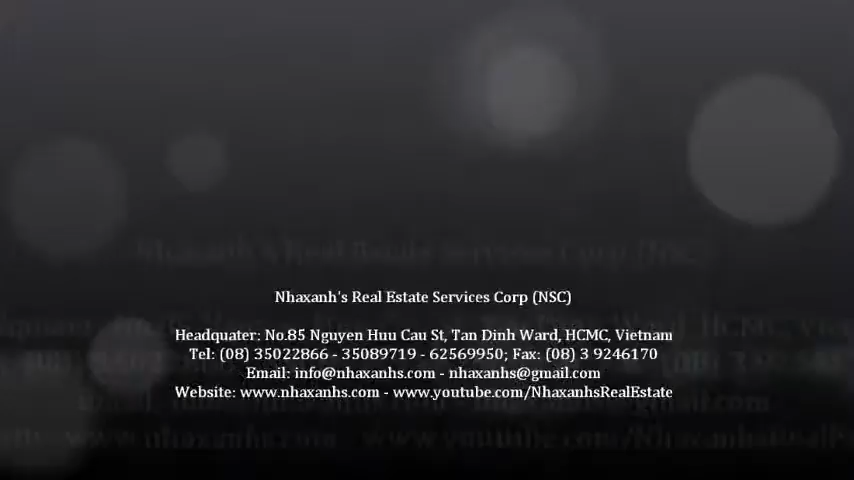 Nhaxanh's Real Estate Services Corp (NSC)
Headquater: No.85 Nguyen Huu Cau St, Tan Dinh Ward, HCMC, Vietnam
Tel: (08) 35022866 - 35089719 - 62569950; Fax: (08) 3 9246170
Email: info@nhaxanhs.com - nhaxanhs@gmail.com
Website: www.nhaxanhs.com - www.youtube.com/NhaxanhsRealEstate